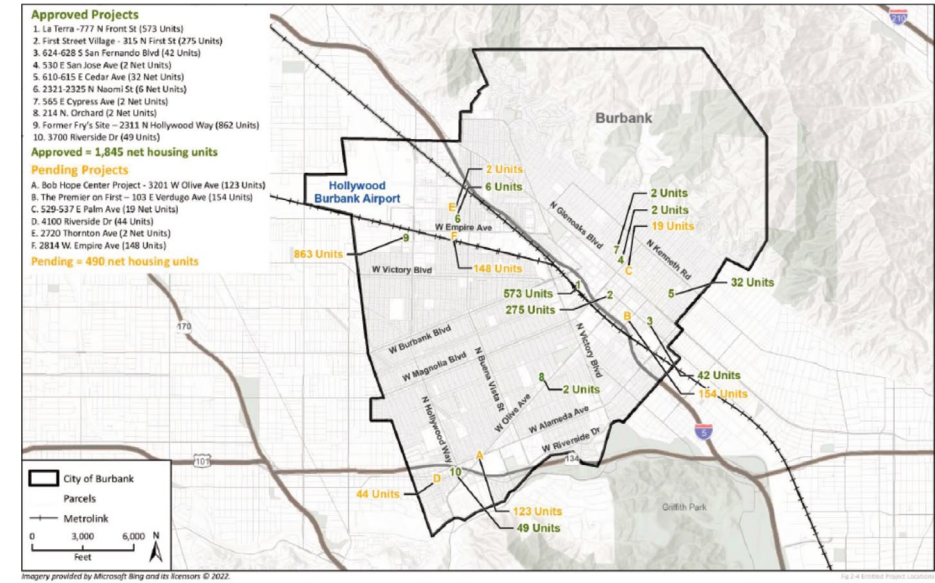 Approved Projects
1. La Terra -777 N Front St (573 Units)
2. First Street Village - 315 N First St (275 Units)
3. 624-628 S San Fernando Blvd (42 Units)
4. 530 E San Jose Ave (2 Net Units)
5. 610-615 E Cedar Ave (32 Net Units)
6. 2321-2325 N Naomi St (6 Net Units)
7. 565 E Cypress Ave (2 Net Units)
8. 214 N. Orchard (2 Net Units)
9. Former Fry's Site – 2311 N Hollywood Way (862 Units)
10. 3700 Riverside Dr (49 Units)
Approved = 1,845 net housing units
Pending Projects
A. Bob Hope Center Project - 3201 W Olive Ave (123 Units)
B. The Premier on First – 103 E Verdugo Ave (154 Units)
C. 529-537 E Palm Ave (19 Net Units)
D. 4100 Riverside Dr (44 Units)
E. 2720 Thornton Ave (2 Net Units)
F. 2814 W. Empire Ave (148 Units)
Pending = 490 net housing units
210
Burbank
Hollywood
Burbank Airport
2 Units
6 Units
E
6
W Empire Ave
F
9
863 Units
148 Units
W Victory Blvd
N Glenoaks Blvd
2 Units
2 Units
19 Units
7
4
C
N Kenneth Rd
32 Units
5
573 Units
1
275 Units
2
B
3
170
W Burbank Blvd
W Magnolia Blvd
N Buena Vista St
N Victory Blvd
42 Units
154 Units
8
2 Units
N Hollywood Way
W Olive Ave
W Alameda Ave
W Riverside Dr
5
101
134
A
10
D
44 Units
123 Units
49 Units
Griffith Park
City of Burbank
Parcels
Metrolink
0 3,000 6,000
Feet
N
Imagery provided by Microsoft Bing and its licensors © 2022.